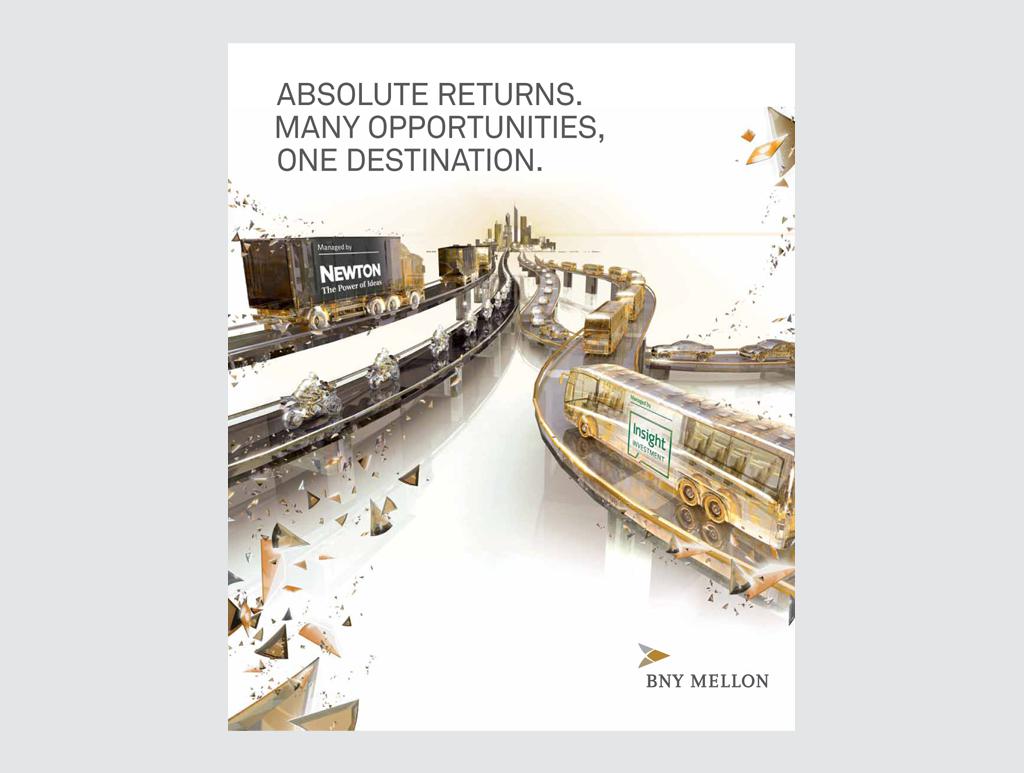 ABSOLUTE RETURNS.
MANY OPPORTUNITIES,
ONE DESTINATION.
Managed by
NEWTON
The Power of Ideas
Managed by
Insight
INVESTMENT
BNY MELLON